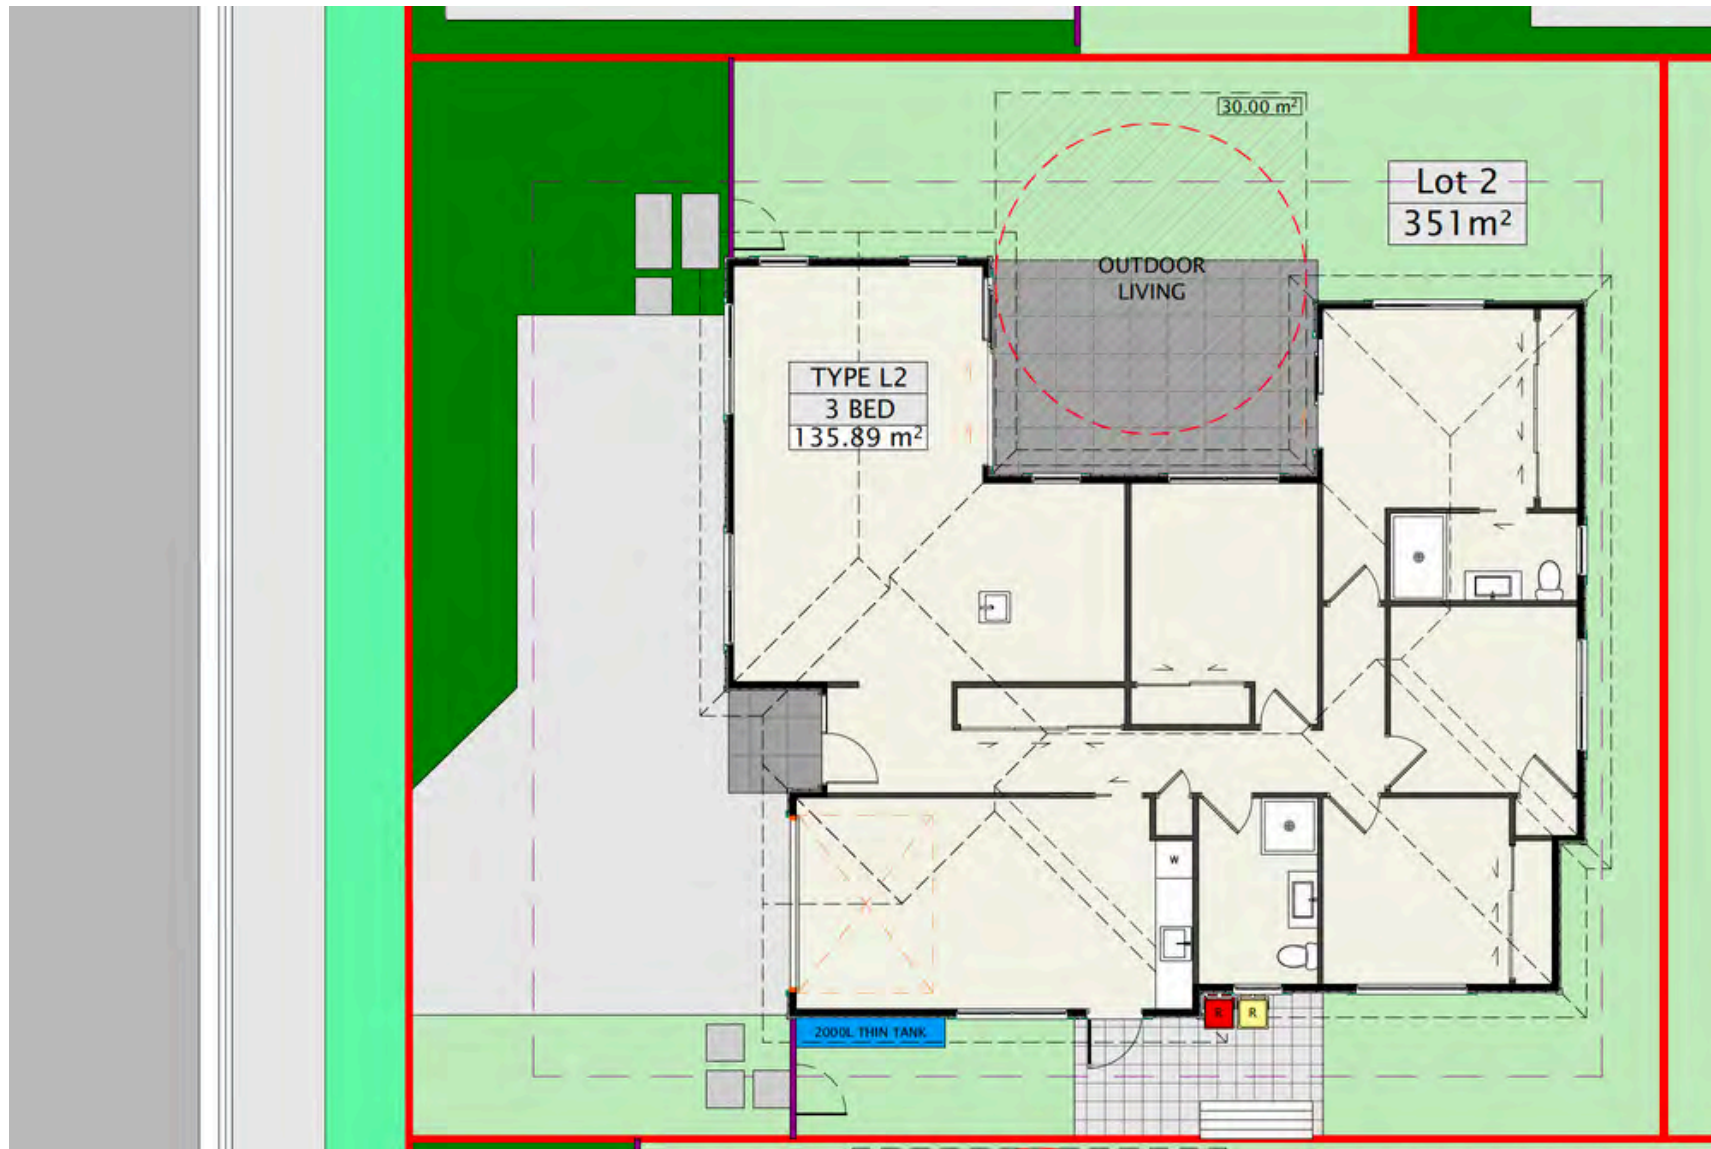 30.00 m²
Lot 2
351m²
OUTDOOR
LIVING
TYPE L2
3 BED
135.89 m²
W
R
R
2000L THIN TANK